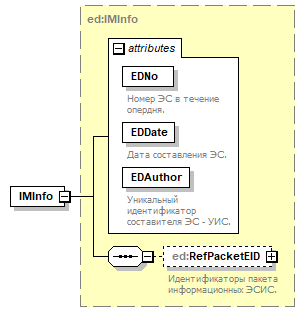 ed:IMInfo
attributes
EDNo
Номер ЭС в течение
опердня.
EDDate
Дата составления ЭС.
EDAuthor
Уникальный
идентификатор
составителя ЭС - УИС.
IMInfo
ed:RefPacketEID
Идентификаторы пакета
информационных ЭСИС.